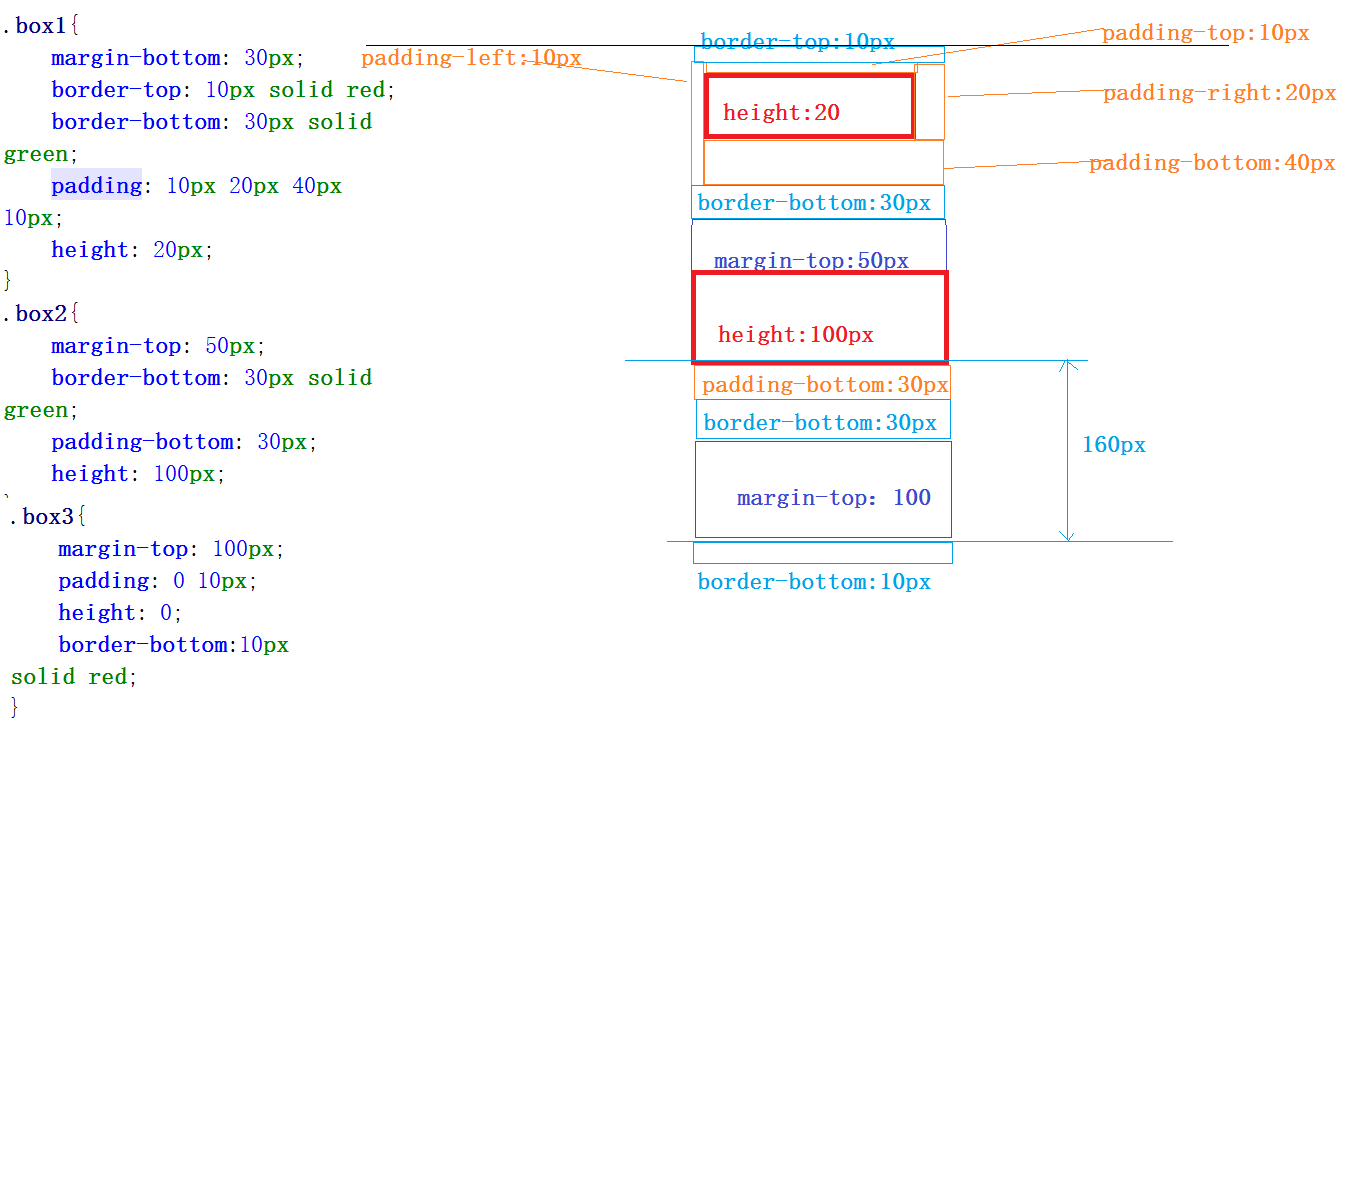 .box1{
margin-bottom: 30px;
border-top: 10px solid red;
border-bottom: 30px solid
green;
padding: 10px 20px 40px
10px;
height: 20px;
}
.box2{
margin-top: 50px;
border-bottom: 30px solid
green;
padding-bottom: 30px;
height: 100px;
.box3{
margin-top: 100px;
padding: 0 10px;
height: 0;
border-bottom:10px
solid red;
}
border-top:10px
padding-top:10px
padding-left:10px
padding-right:20px
height:20
padding-bottom:40px
border-bottom:30px
margin-top:50px
height:100px
padding-bottom:30px
border-bottom:30px
160px
margin-top: 100
border-bottom:10px